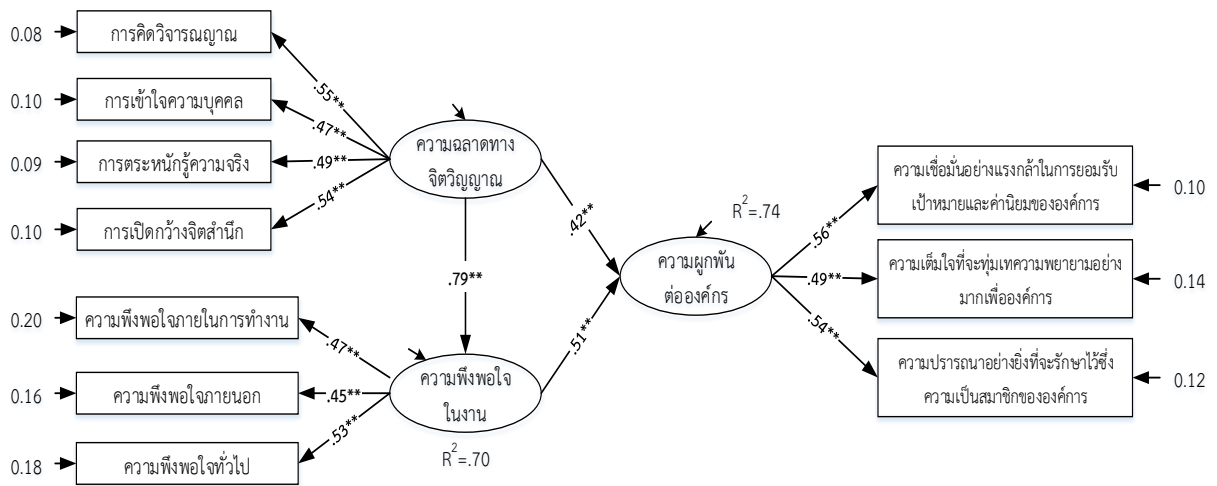 0.08
การคิดวิจารณญาณ
.55**
0.10
การเข้าใจความบุคคล
.47**
0.09
การตระหนักรู้ความจริง
.49**
0.10
การเปิดกว้างจิตสำนึก
.54**
ความฉลาดทาง
จิตวิญญาณ
.79**
.42**
0.20
ความพึงพอใจภายในการทำงาน
.47**
0.16
ความพึงพอใจภายนอก
.45**
0.18
ความพึงพอใจทั่วไป
.53**
ความพึงพอใจ
ในงาน
R²=.70
.51**
R²=.74
ความผูกพัน
ต่อองค์กร
.56**
ความเชื่อมั่นอย่างแรงกล้าในการยอมรับ
เป้าหมายและค่านิยมขององค์การ
0.10
.49**
ความเต็มใจที่จะทุ่มเทความพยายามอย่าง
มากเพื่อองค์การ
0.14
.54**
ความปรารถนาอย่างยิ่งที่จะรักษาไว้ซึ่ง
ความเป็นสมาชิกขององค์การ
0.12